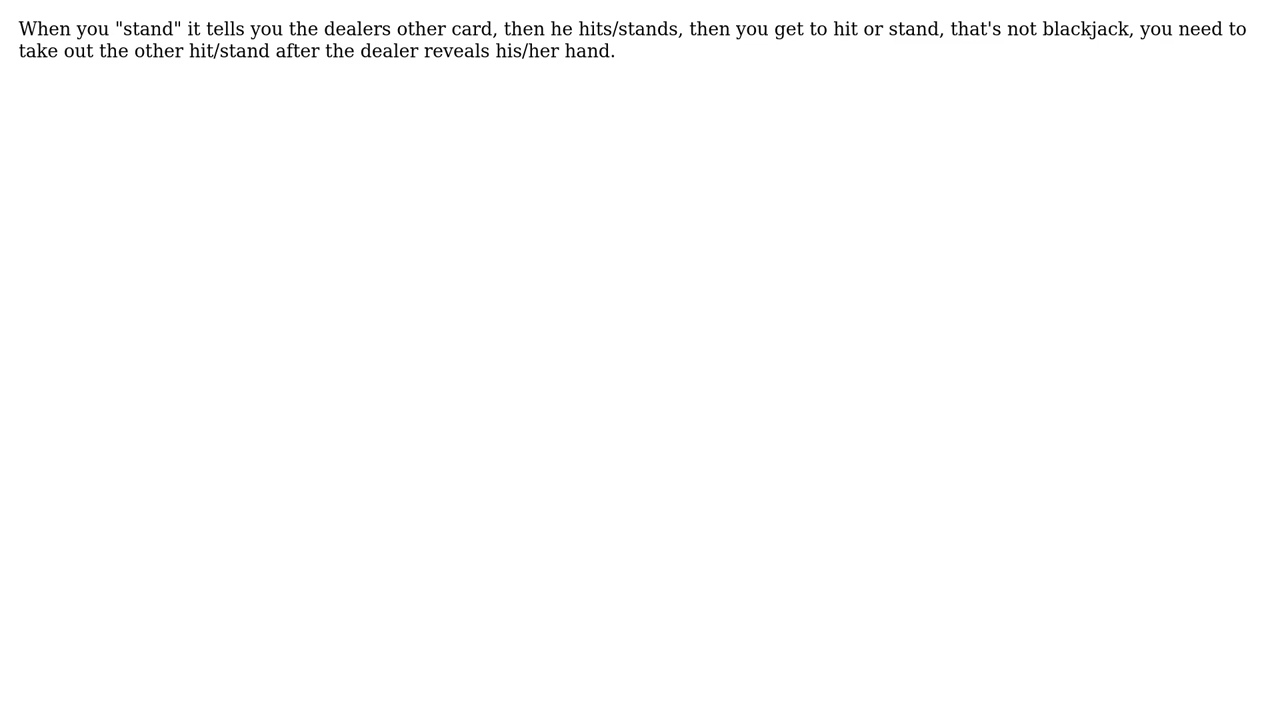 When you "stand" it tells you the dealers other card, then he hits/stands, then you get to hit or stand, that's not blackjack, you need to
take out the other hit/stand after the dealer reveals his/her hand.